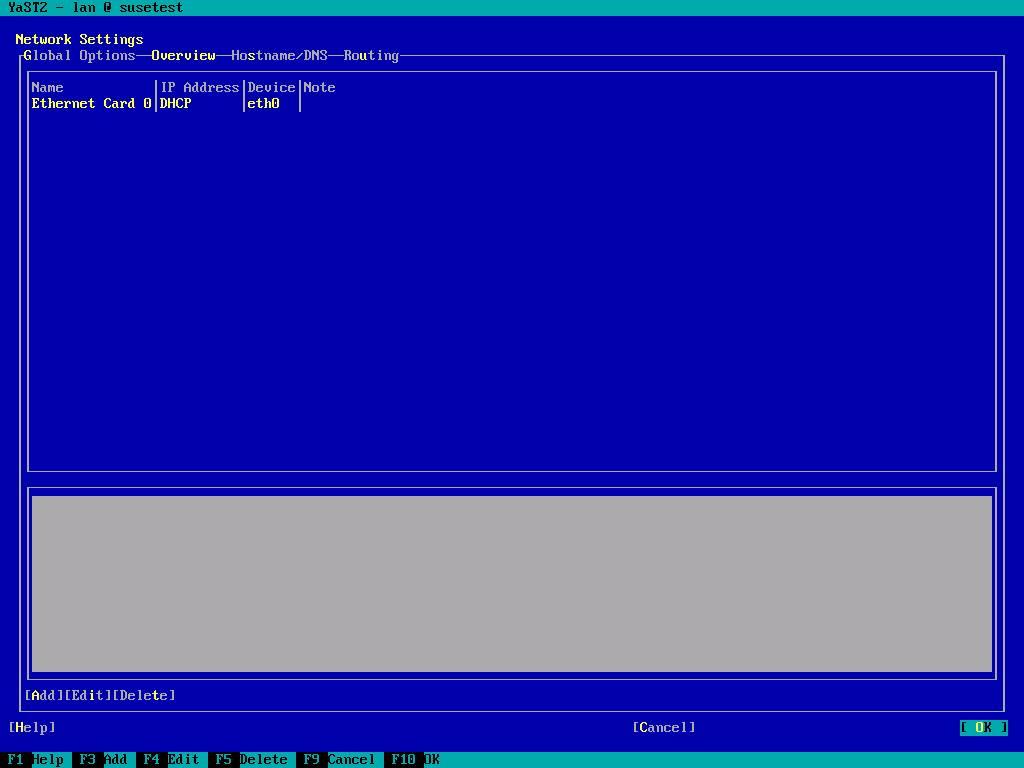 YaST2 - lan @ susetest
Network Settings
Global Options Overview Hostname/DNS Routing
Name IP Address Device Note
Ethernet Card 0 DHCP eth0
[Add][Edit][Delete]
[Help] [Cancel] [ OK ]
F1 Help F3 Add F4 Edit F5 Delete F9 Cancel F10 OK